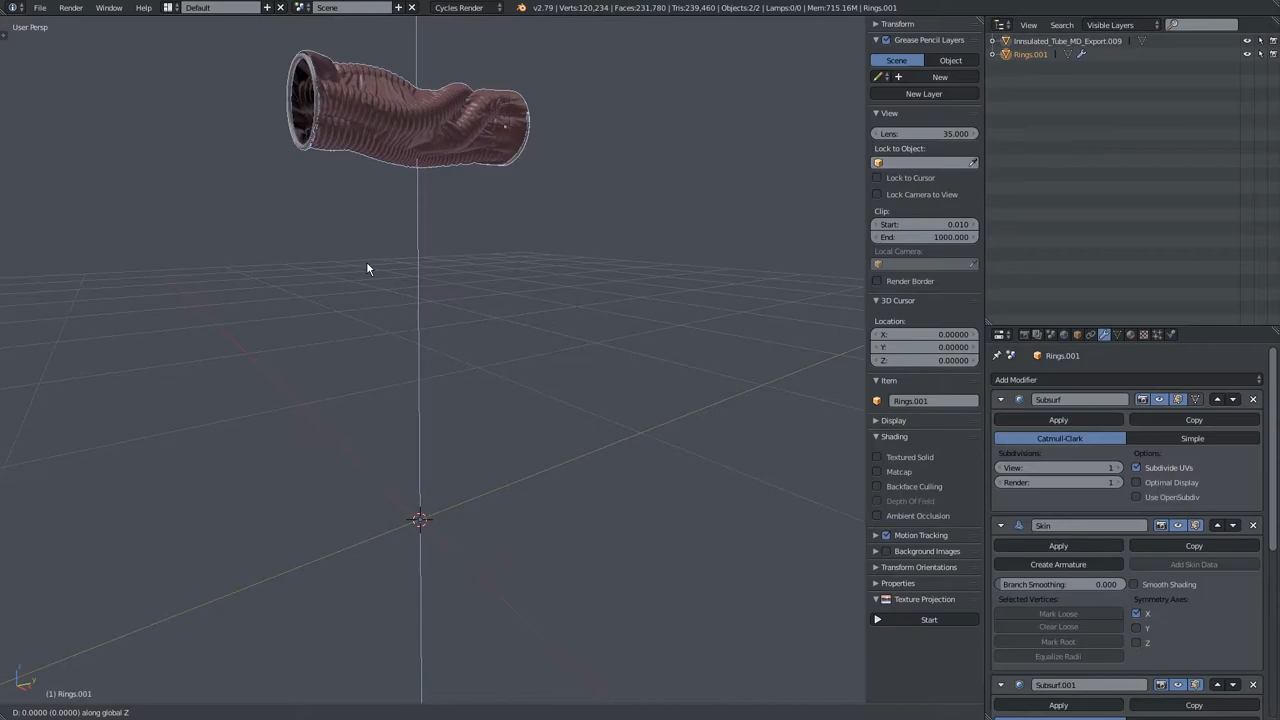 File Render Window Help Default Scene Cycles Render v2.79 | Verts:120,234 | Faces:231,780 | Tris:239,460 | Objects:2/2 | Lamps:0/0 | Mem:715.16M | Rings.001
User Persp
Transform
Grease Pencil Layers
Scene Object
New
New Layer
View
Lens: 35.000
Lock to Object:
Lock to Cursor
Lock Camera to View
Clip:
Start: 0.010
End: 1000.000
Local Camera:
Render Border
3D Cursor
Location:
X: 0.00000
Y: 0.00000
Z: 0.00000
Item
Rings.001
Display
Shading
Textured Solid
Matcap
Backface Culling
Depth Of Field
Ambient Occlusion
Motion Tracking
Background Images
Transform Orientations
Properties
Texture Projection
Start
View Search Visible Layers
Innsulated_Tube_MD_Export.009
Rings.001
Rings.001
Add Modifier
Subsurf
Apply Copy
Catmull-Clark Simple
Subdivisions: Options:
View: 1 Subdivide UVs
Render: 1 Optimal Display
Use OpenSubdiv
Skin
Apply Copy
Create Armature Add Skin Data
Branch Smoothing: 0.000 Smooth Shading
Selected Vertices: Symmetry Axes:
Mark Loose X
Clear Loose Y
Mark Root Z
Equalize Radii
Subsurf.001
Apply Copy
(1) Rings.001
D: 0.0000 (0.0000) along global Z